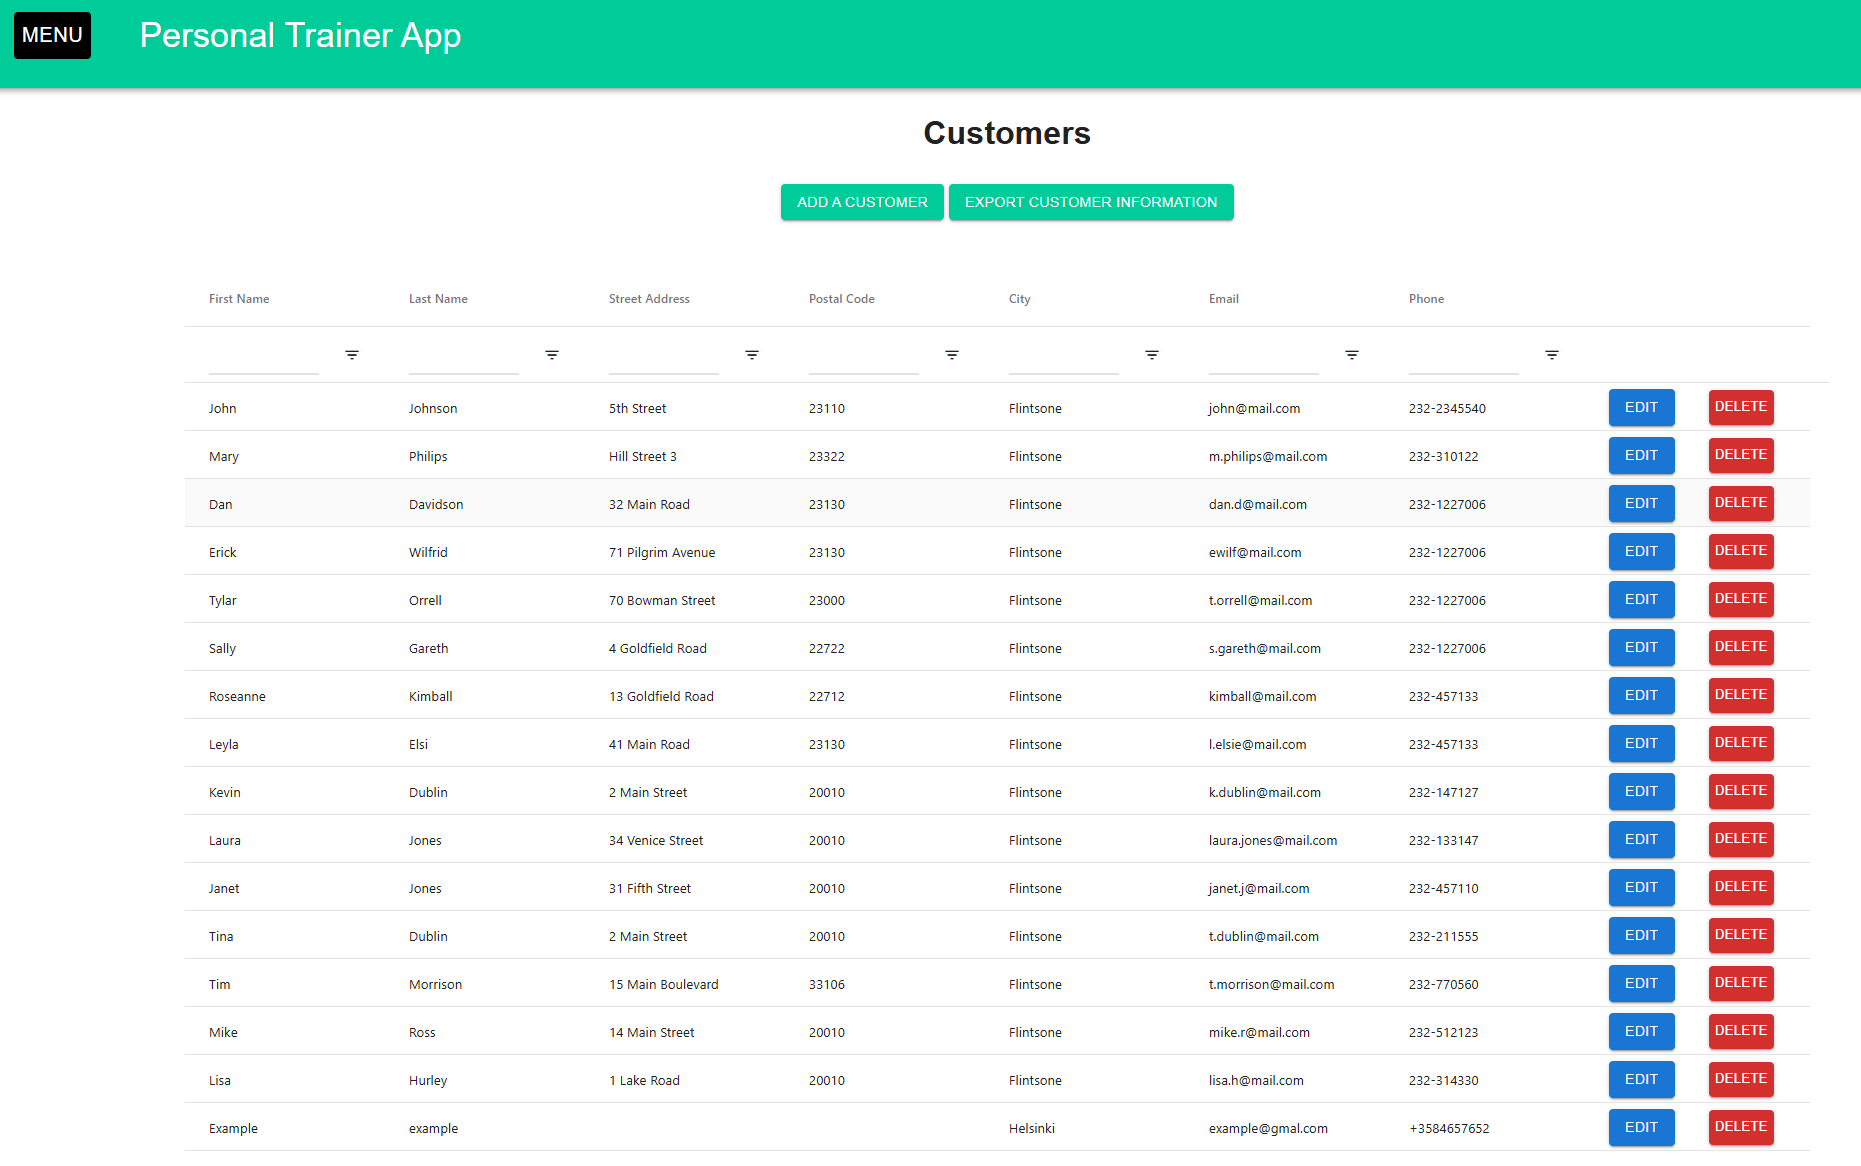 MENU Personal Trainer App
Customers
ADD A CUSTOMER EXPORT CUSTOMER INFORMATION
First Name Last Name Street Address Postal Code City Email Phone
John Johnson 5th Street 23110 Flintsone john@mail.com 232-2345540 EDIT DELETE
Mary Philips Hill Street 3 23322 Flintsone m.philips@mail.com 232-310122 EDIT DELETE
Dan Davidson 32 Main Road 23130 Flintsone dan.d@mail.com 232-1227006 EDIT DELETE
Erick Wilfrid 71 Pilgrim Avenue 23130 Flintsone ewilf@mail.com 232-1227006 EDIT DELETE
Tylar Orrell 70 Bowman Street 23000 Flintsone t.orrell@mail.com 232-1227006 EDIT DELETE
Sally Gareth 4 Goldfield Road 22722 Flintsone s.gareth@mail.com 232-1227006 EDIT DELETE
Roseanne Kimball 13 Goldfield Road 22712 Flintsone kimball@mail.com 232-457133 EDIT DELETE
Leyla Elsi 41 Main Road 23130 Flintsone l.elsie@mail.com 232-457133 EDIT DELETE
Kevin Dublin 2 Main Street 20010 Flintsone k.dublin@mail.com 232-147127 EDIT DELETE
Laura Jones 34 Venice Street 20010 Flintsone laura.jones@mail.com 232-133147 EDIT DELETE
Janet Jones 31 Fifth Street 20010 Flintsone janet.j@mail.com 232-457110 EDIT DELETE
Tina Dublin 2 Main Street 20010 Flintsone t.dublin@mail.com 232-211555 EDIT DELETE
Tim Morrison 15 Main Boulevard 33106 Flintsone t.morrison@mail.com 232-770560 EDIT DELETE
Mike Ross 14 Main Street 20010 Flintsone mike.r@mail.com 232-512123 EDIT DELETE
Lisa Hurley 1 Lake Road 20010 Flintsone lisa.h@mail.com 232-314330 EDIT DELETE
Example example Helsinki example@gmal.com +3584657652 EDIT DELETE